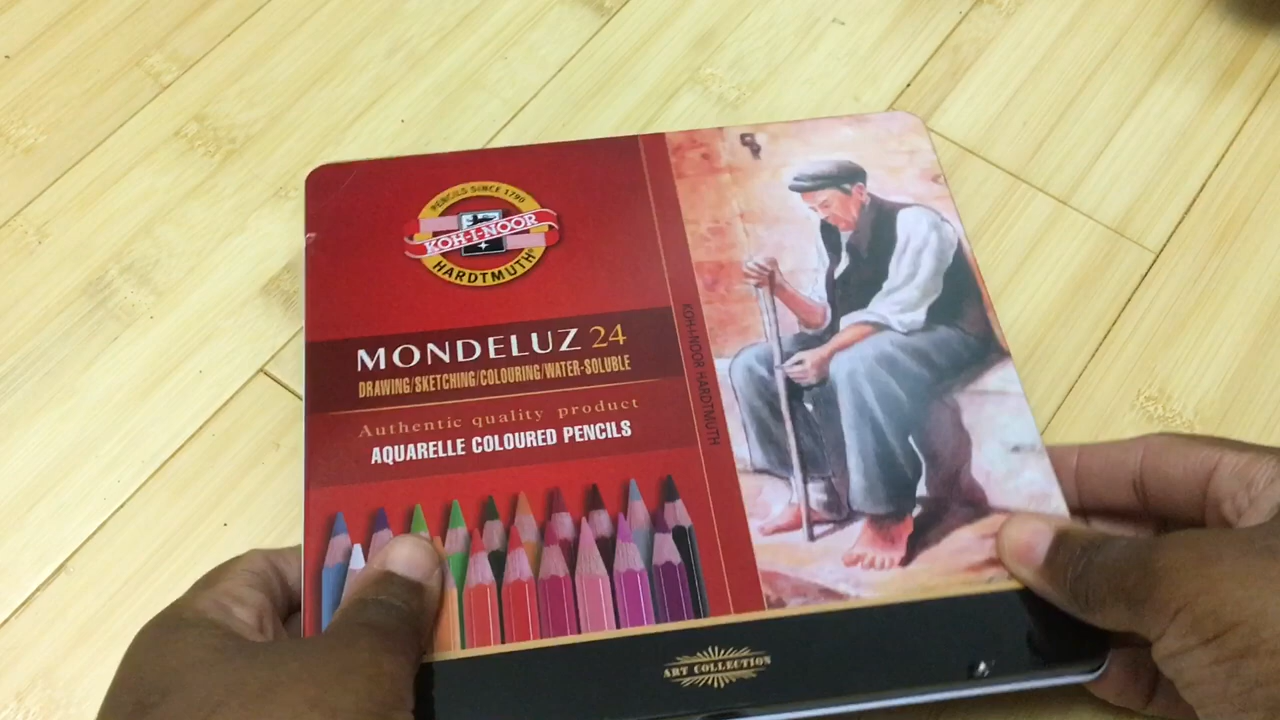 PENCILS SINCE 1790
KOH-I-NOOR
HARDTMUTH®
MONDELUZ 24
DRAWING/SKETCHING/COLOURING/WATER-SOLUBLE
Authentic quality product
AQUARELLE COLOURED PENCILS
KOH-I-NOOR HARDTMUTH
ART COLLECTION